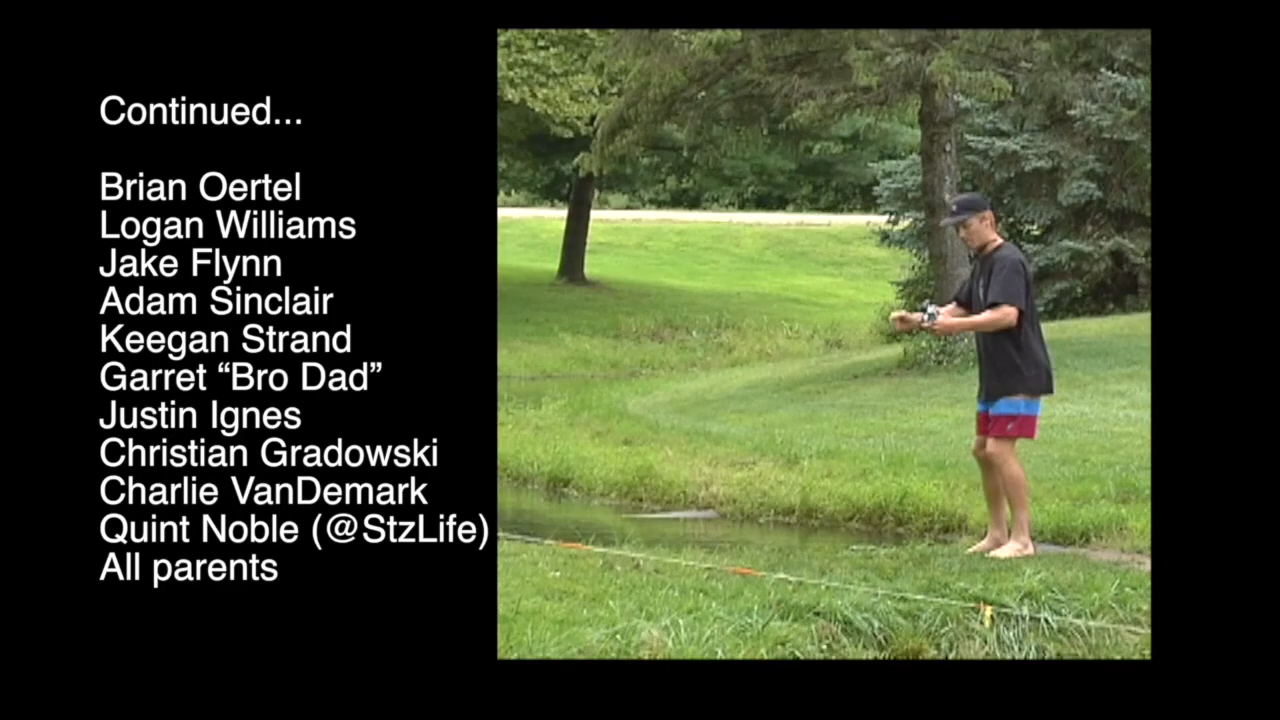 Continued...
Brian Oertel
Logan Williams
Jake Flynn
Adam Sinclair
Keegan Strand
Garret “Bro Dad”
Justin Ignes
Christian Gradowski
Charlie VanDemark
Quint Noble (@StzLife)
All parents